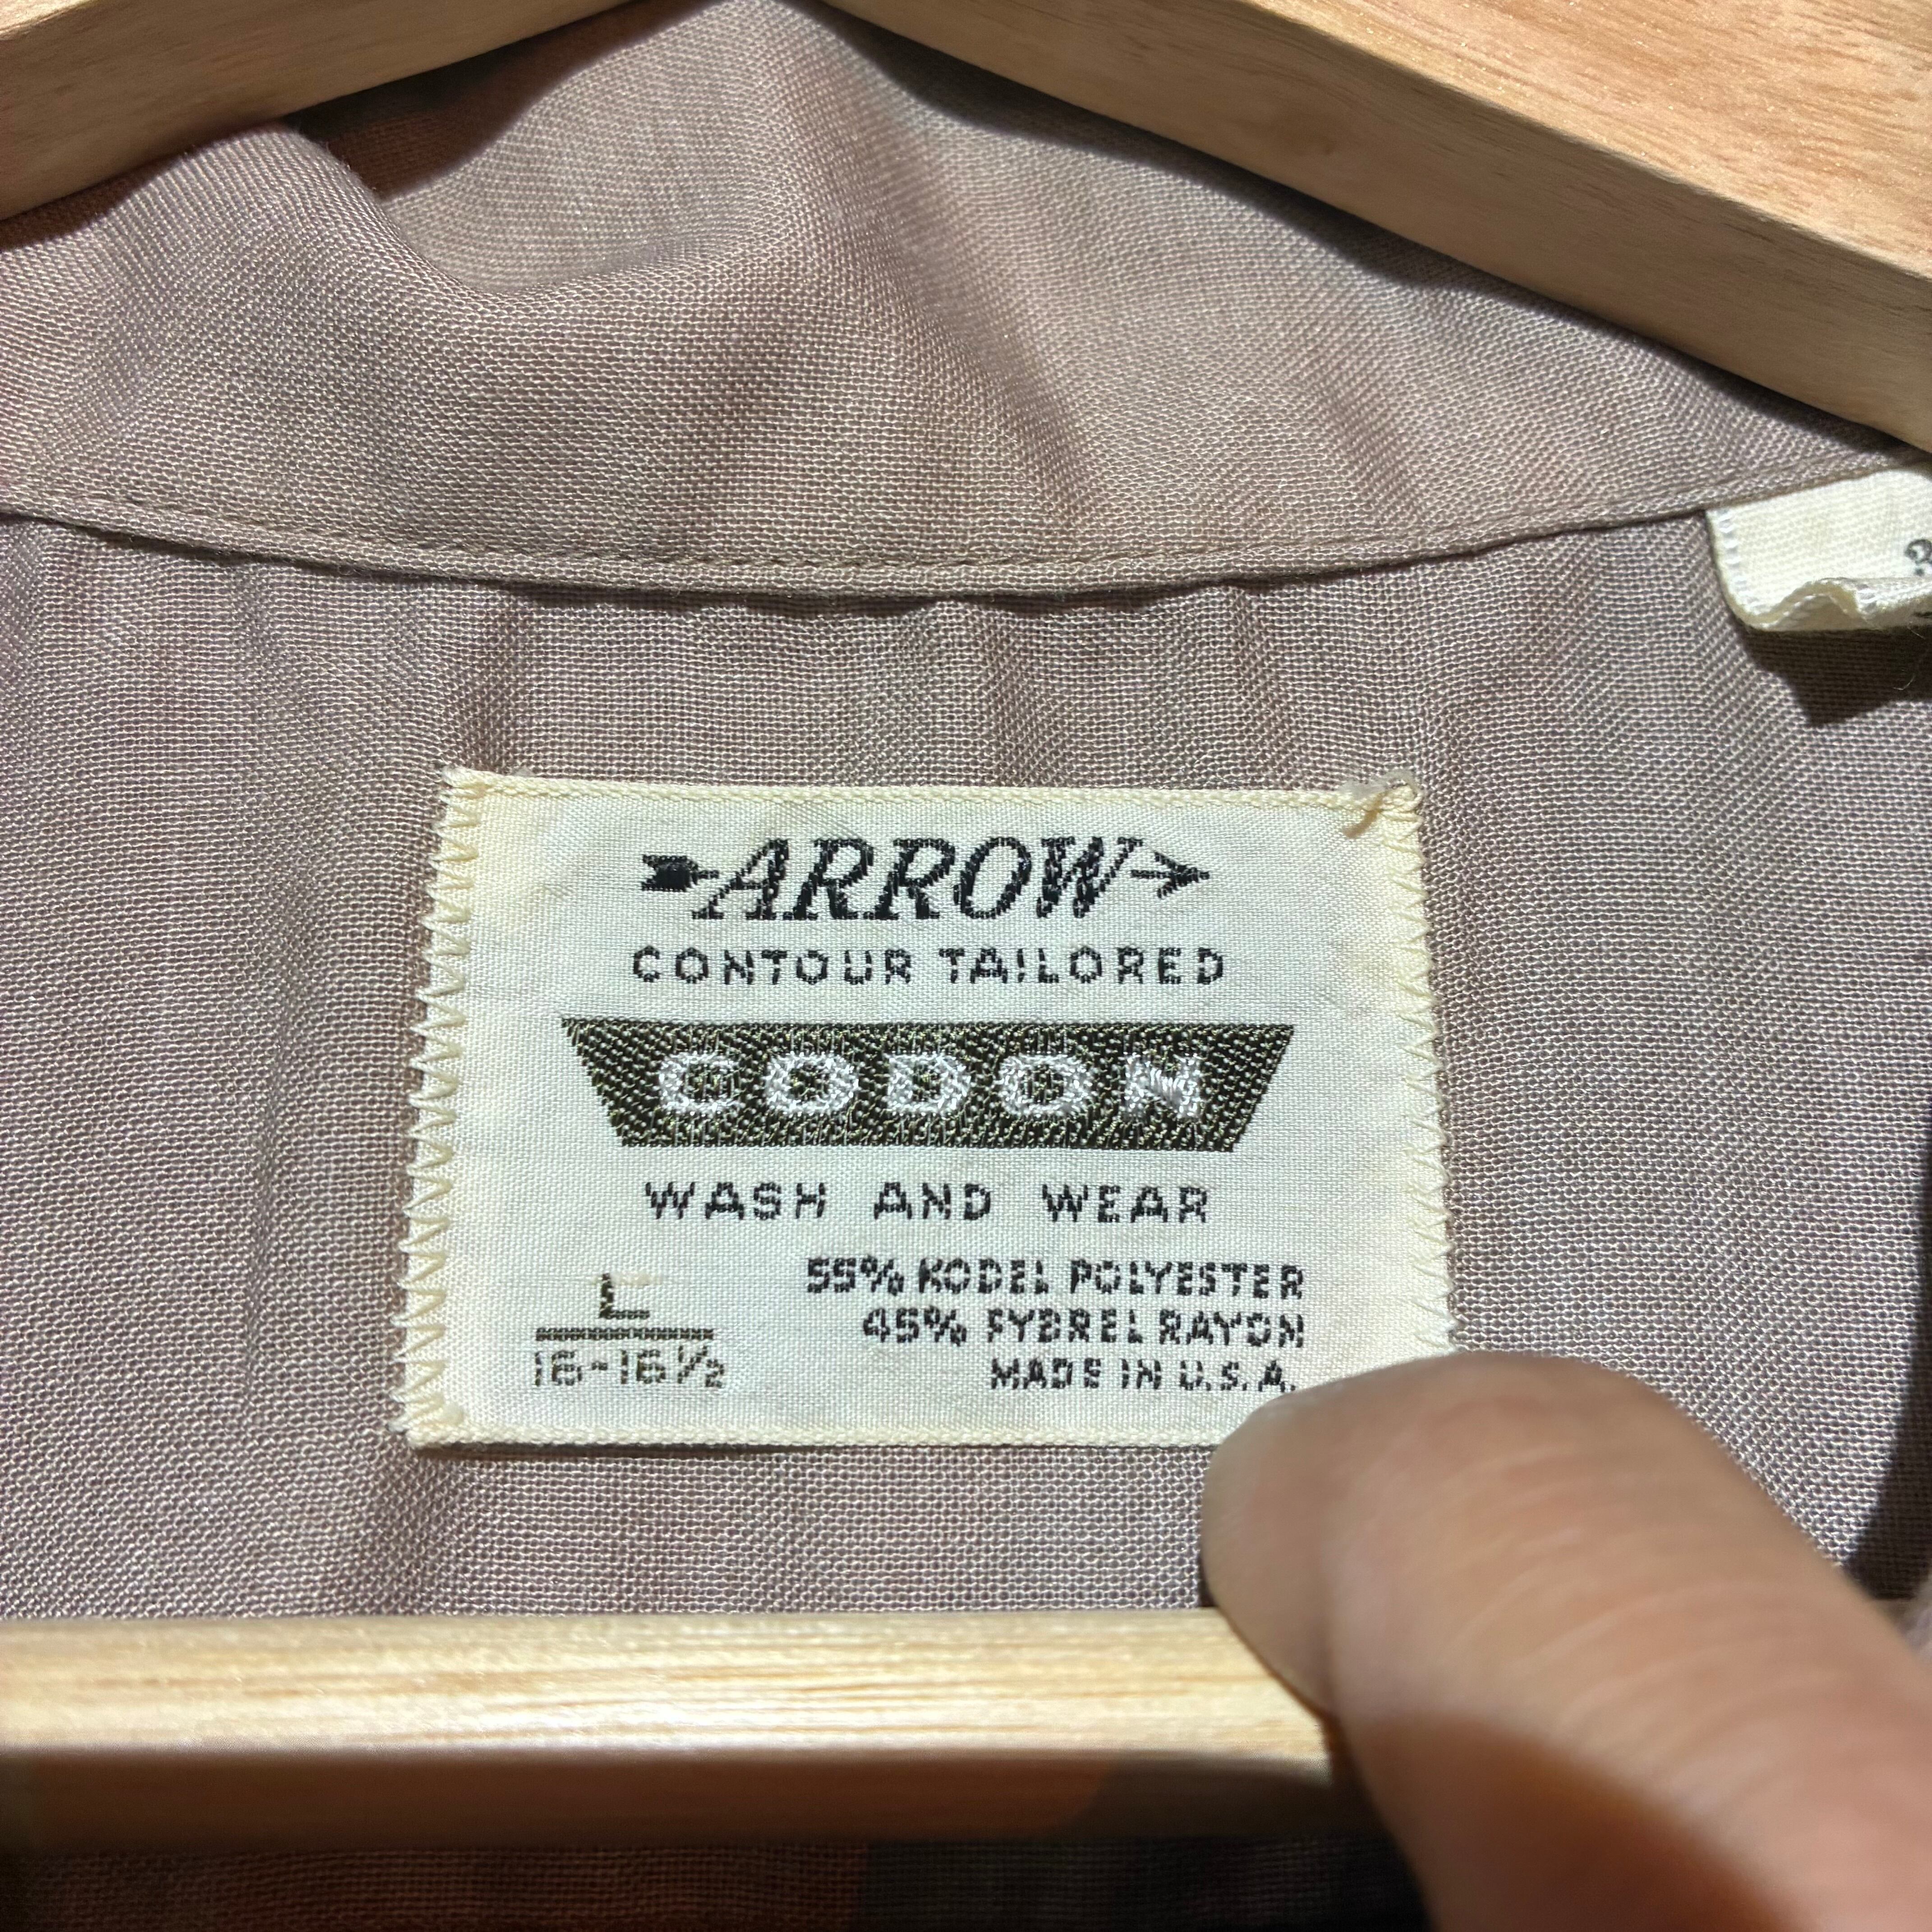 ARROW
CONTOUR TAILORED
CODON
WASH AND WEAR
55% KODEL POLYESTER
45% FYBREL RAYON
MADE IN U.S.A.
L
16-16½